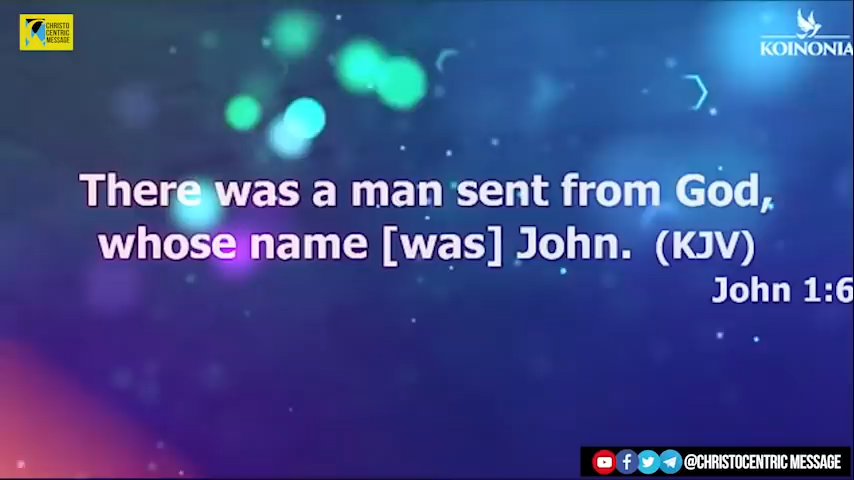 CHRISTO
CENTRIC
MESSAGE
KOINONIA
There was a man sent from God,
whose name [was] John. (KJV)
John 1:6
@CHRISTOCENTRIC MESSAGE